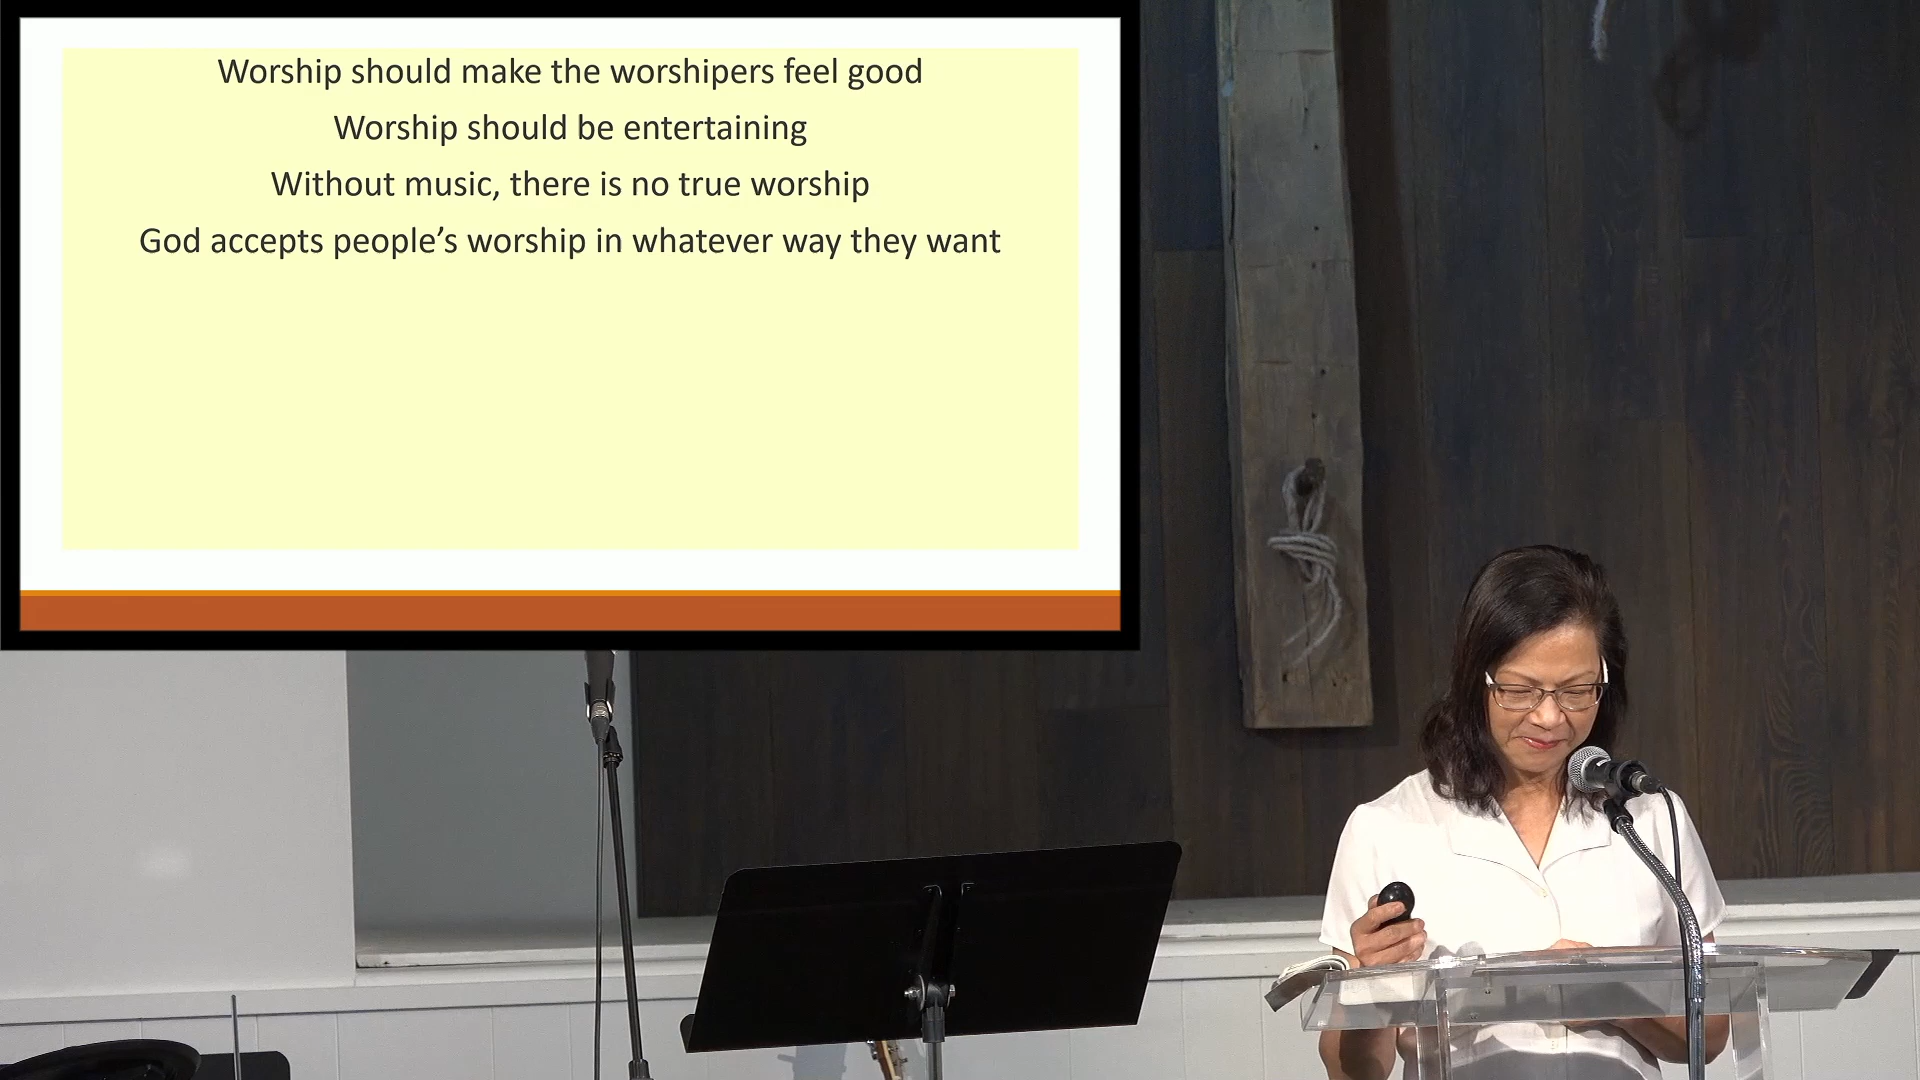 Worship should make the worshipers feel good
Worship should be entertaining
Without music, there is no true worship
God accepts people’s worship in whatever way they want